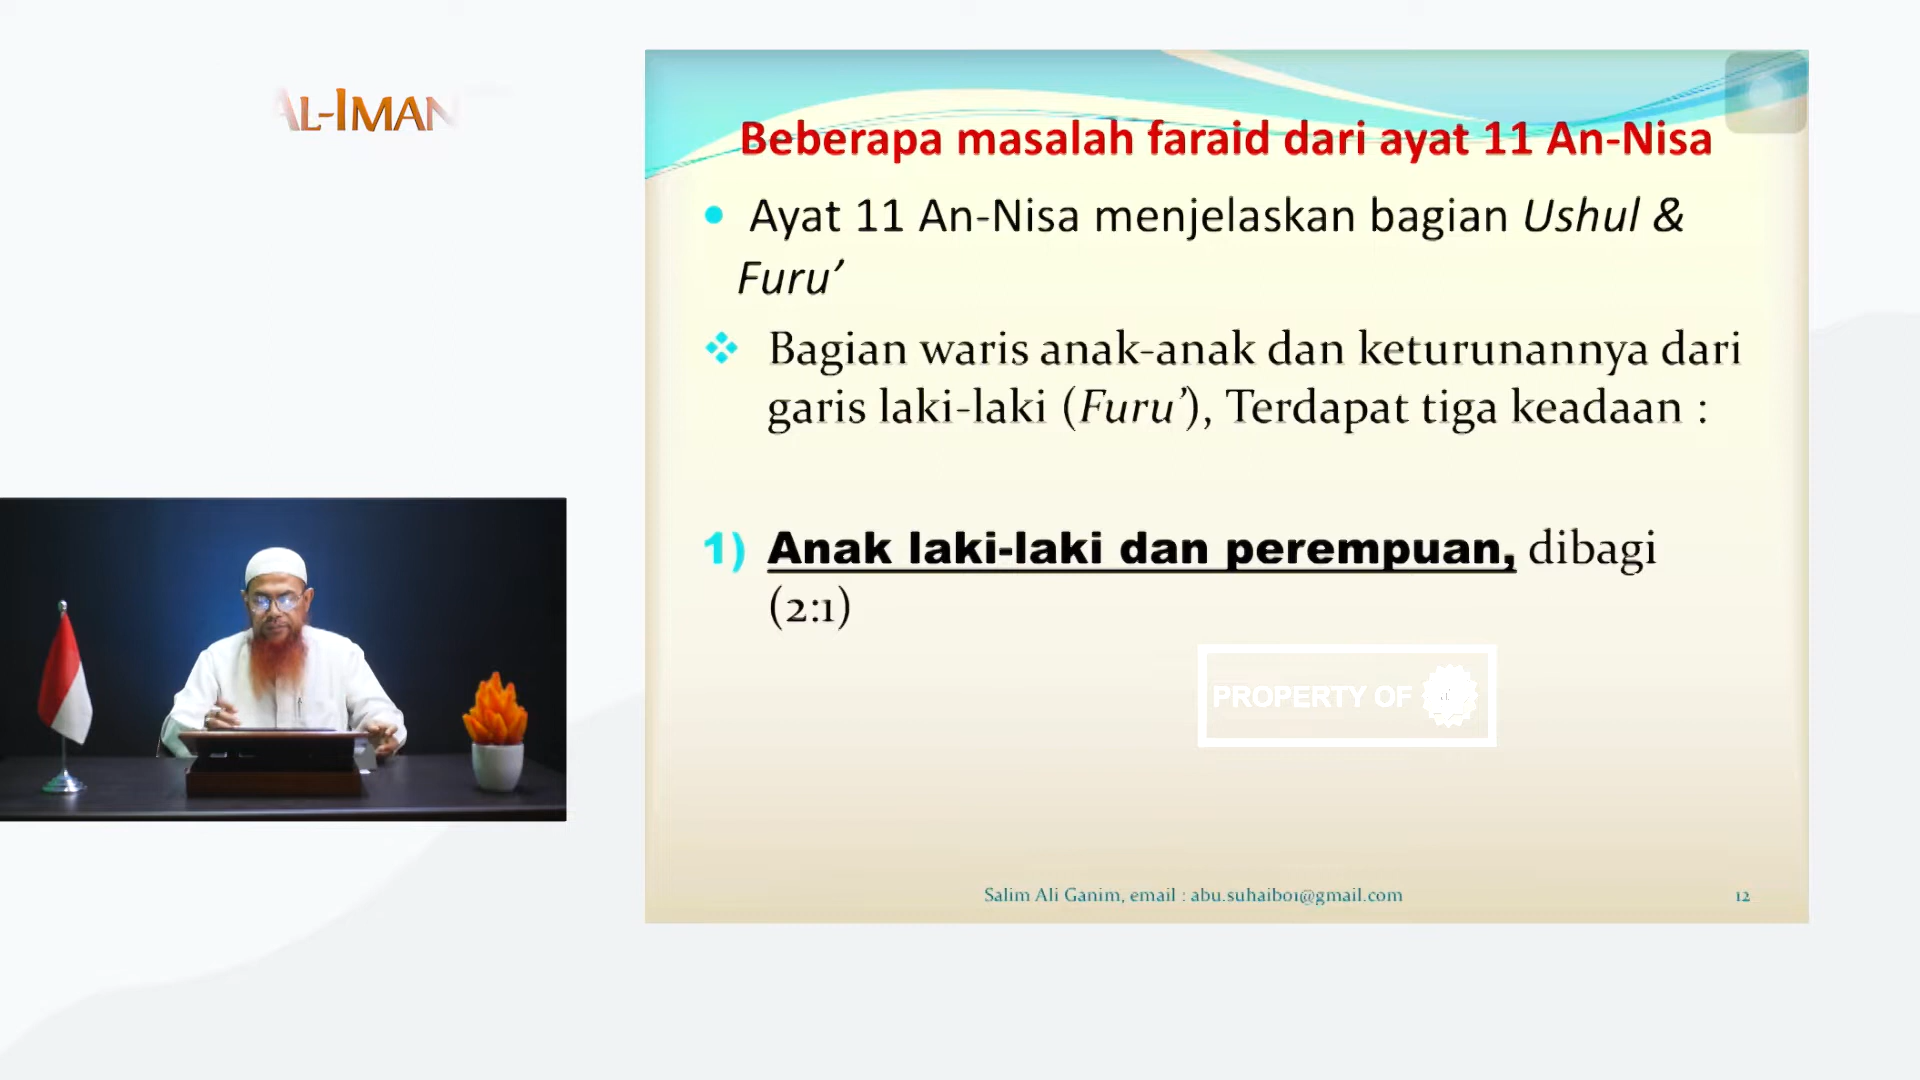 AL-IMAN
Beberapa masalah faraid dari ayat 11 An-Nisa
Ayat 11 An-Nisa menjelaskan bagian Ushul &
Furu’
Bagian waris anak-anak dan keturunannya dari
garis laki-laki (Furu’), Terdapat tiga keadaan :
1) Anak laki-laki dan perempuan, dibagi
(2:1)
PROPERTY OF
Salim Ali Ganim, email : abu.suhaib01@gmail.com
12